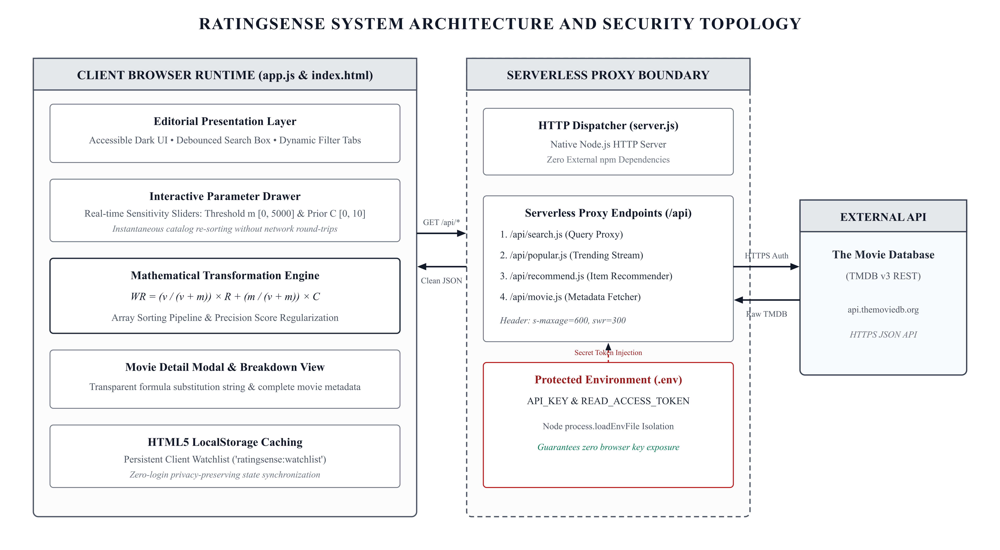 RATINGSENSE SYSTEM ARCHITECTURE AND SECURITY TOPOLOGY
CLIENT BROWSER RUNTIME (app.js & index.html)
Editorial Presentation Layer
Accessible Dark UI • Debounced Search Box • Dynamic Filter Tabs
Interactive Parameter Drawer
Real-time Sensitivity Sliders: Threshold m [0, 5000] & Prior C [0, 10]
Instantaneous catalog re-sorting without network round-trips
Mathematical Transformation Engine
WR = (v / (v + m)) × R + (m / (v + m)) × C
Array Sorting Pipeline & Precision Score Regularization
Movie Detail Modal & Breakdown View
Transparent formula substitution string & complete movie metadata
HTML5 LocalStorage Caching
Persistent Client Watchlist ('ratingsense:watchlist')
Zero-login privacy-preserving state synchronization
GET /api/*
Clean JSON
SERVERLESS PROXY BOUNDARY
HTTP Dispatcher (server.js)
Native Node.js HTTP Server
Zero External npm Dependencies
Serverless Proxy Endpoints (/api)
1. /api/search.js (Query Proxy)
2. /api/popular.js (Trending Stream)
3. /api/recommend.js (Item Recommender)
4. /api/movie.js (Metadata Fetcher)
Header: s-maxage=600, swr=300
Secret Token Injection
Protected Environment (.env)
API_KEY & READ_ACCESS_TOKEN
Node process.loadEnvFile Isolation
Guarantees zero browser key exposure
HTTPS Auth
Raw TMDB
EXTERNAL API
The Movie Database
(TMDB v3 REST)
api.themoviedb.org
HTTPS JSON API